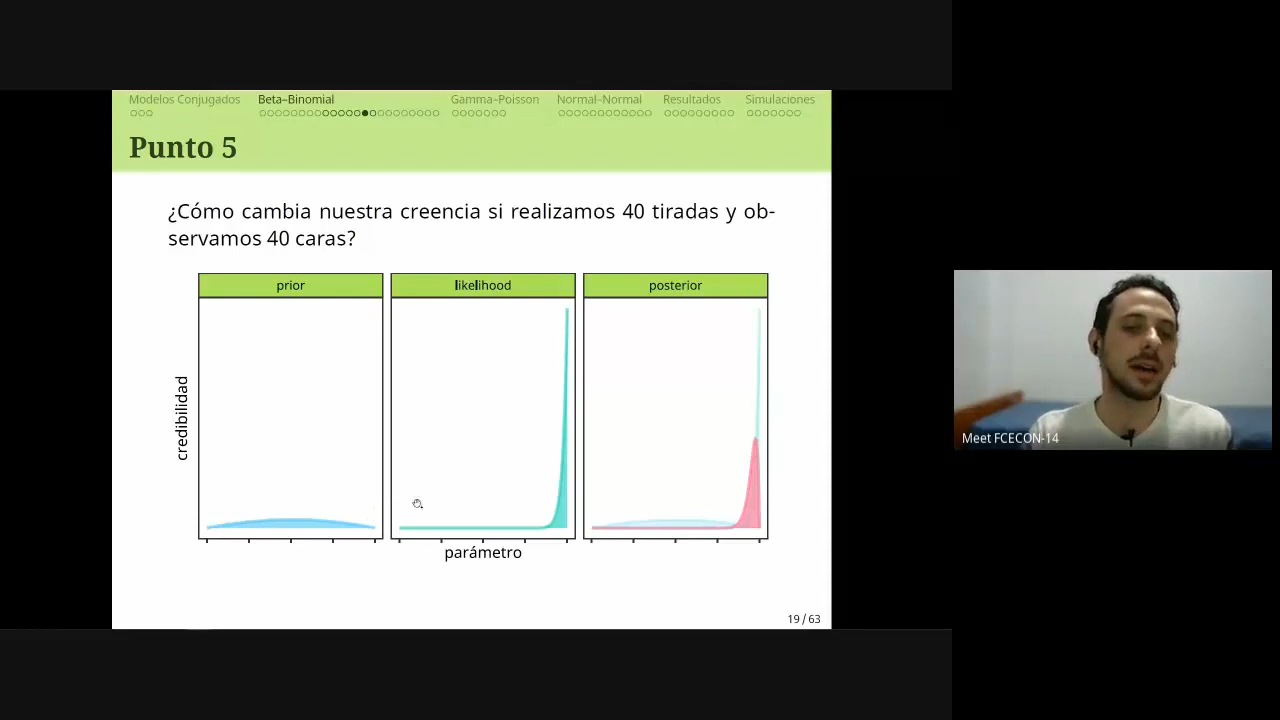 Modelos Conjugados Beta–Binomial Gamma–Poisson Normal–Normal Resultados Simulaciones
Punto 5
¿Cómo cambia nuestra creencia si realizamos 40 tiradas y ob-
servamos 40 caras?
prior likelihood posterior
credibilidad
parámetro
19 / 63
Meet FCECON-14